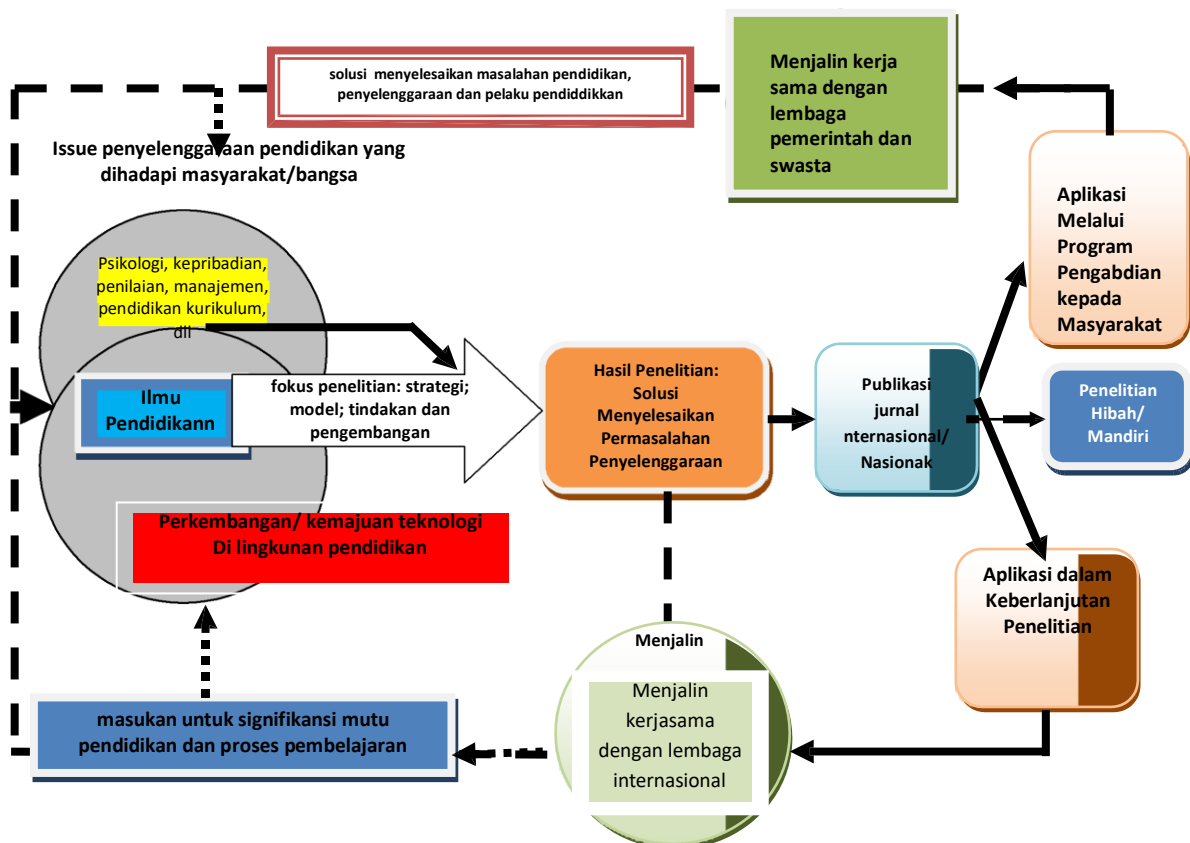 solusi  menyelesaikan masalahan pendidikan,
penyelenggaraan dan pelaku pendiddikkan
Menjalin kerja
sama dengan
lembaga
pemerintah dan
swasta
Issue penyelenggaraan pendidikan yang
dihadapi masyarakat/bangsa
Aplikasi
Melalui
Program
Pengabdian
kepada
Masyarakat
Psikologi, kepribadian,
penilaian, manajemen,
pendidikan kurikulum,
dll
Ilmu
Pendidikann
fokus penelitian: strategi;
model; tindakan dan
pengembangan
Hasil Penelitian:
Solusi
Menyelesaikan
Permasalahan
Penyelenggaraan
Publikasi
jurnal
nternasional/
Nasionak
Penelitian
Hibah/
Mandiri
Perkembangan/ kemajuan teknologi
Di lingkunan pendidikan
Aplikasi dalam
Keberlanjutan
Penelitian
Menjalin
Menjalin
kerjasama
dengan lembaga
internasional
masukan untuk signifikansi mutu
pendidikan dan proses pembelajaran